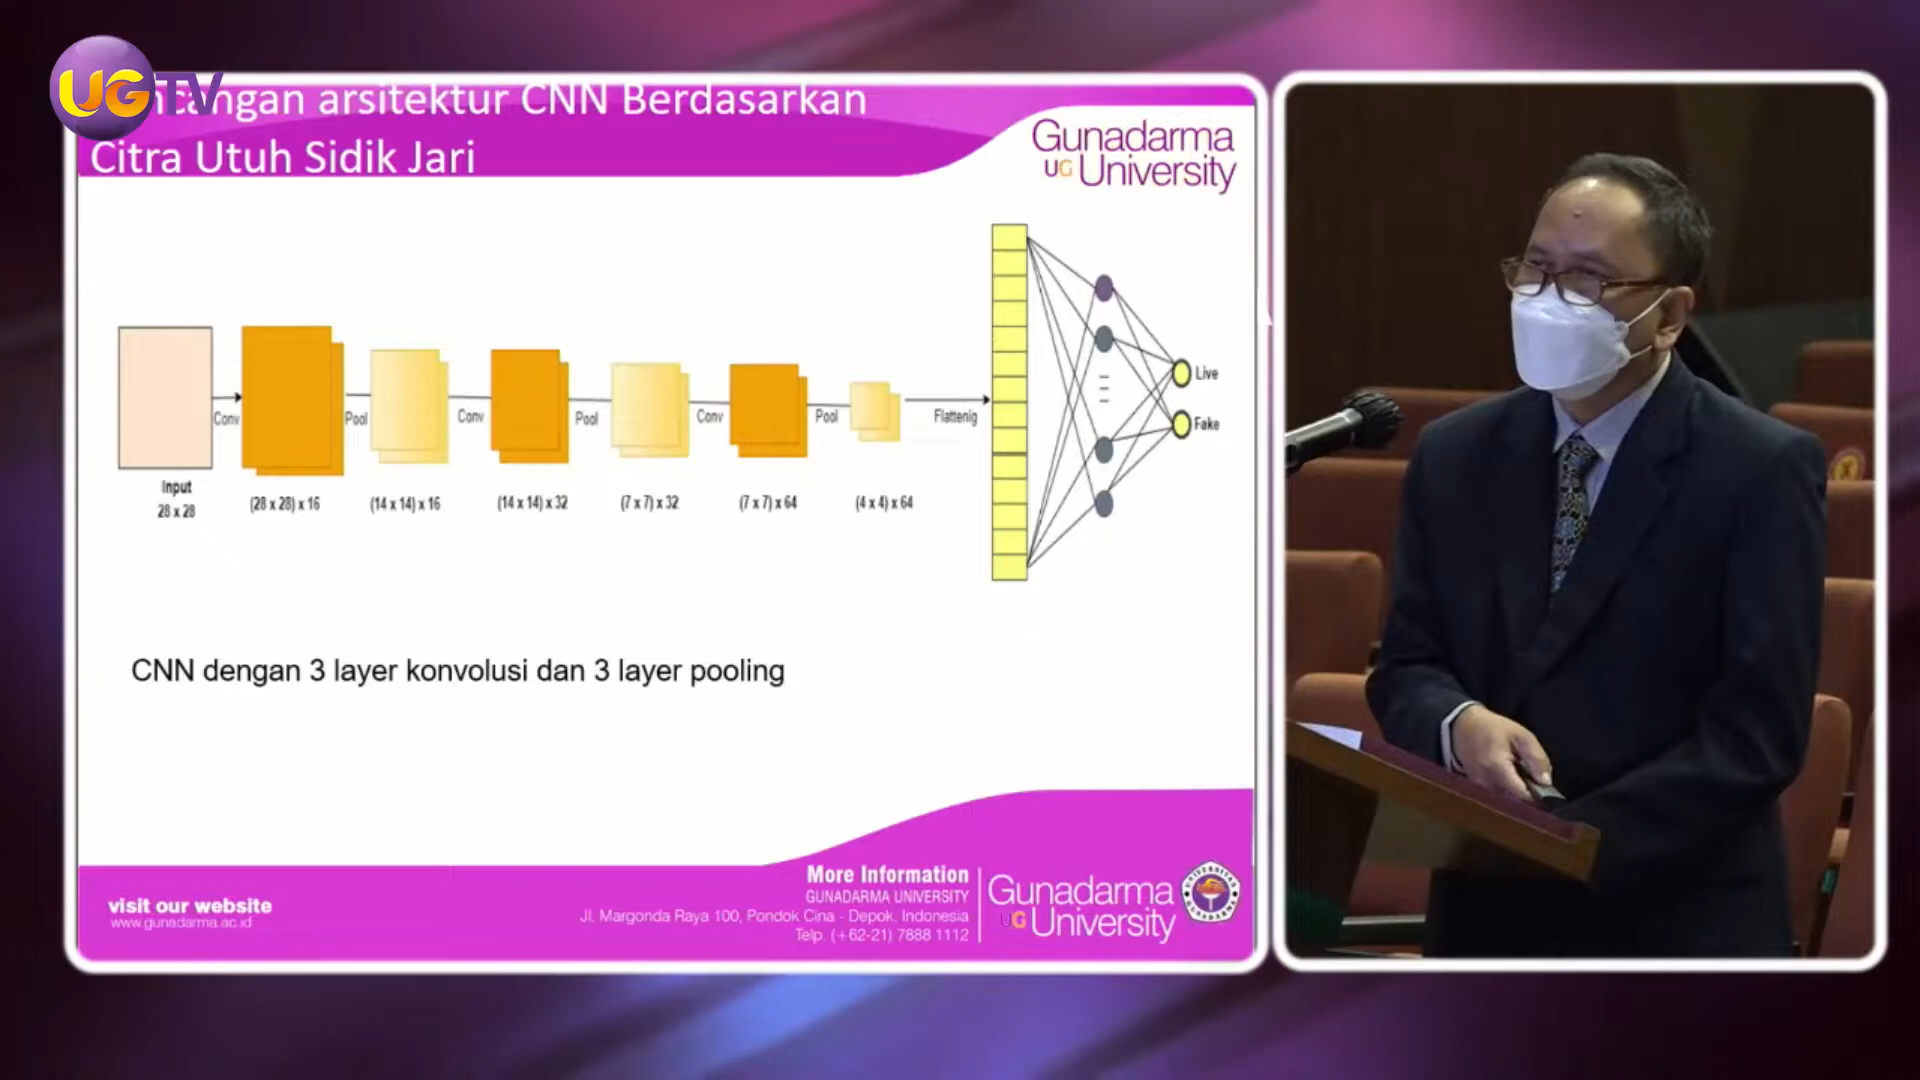 UGTV
arsitektur CNN Berdasarkan
Citra Utuh Sidik Jari
Gunadarma
UG University
Conv
Pool
Conv
Pool
Conv
Pool
Flattenig
Live
Fake
Input
28 x 28
(28 x 28) x 16
(14 x 14) x 16
(14 x 14) x 32
(7 x 7) x 32
(7 x 7) x 64
(4 x 4) x 64
CNN dengan 3 layer konvolusi dan 3 layer pooling
visit our website
www.gunadarma.ac.id
More Information
GUNADARMA UNIVERSITY
Jl. Margonda Raya 100, Pondok Cina - Depok, Indonesia
Telp. (+62-21) 7888 1112
Gunadarma
UG University